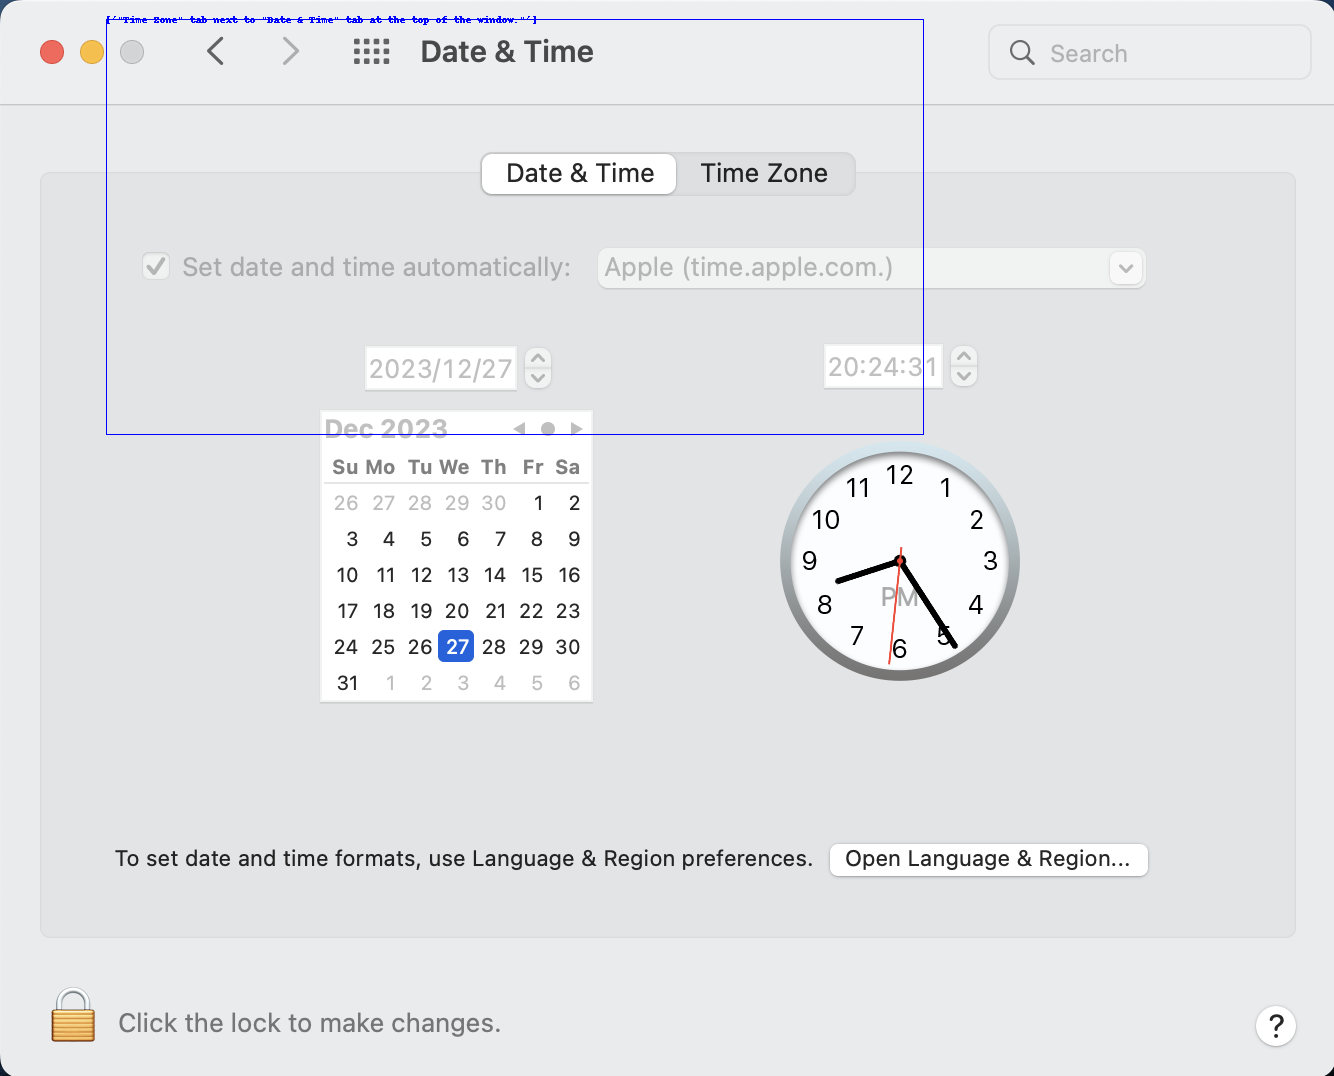 [/"Time Zone" tab next to "Date & Time" tab at the top of the window."/]
Date & Time
Search
Date & Time Time Zone
Set date and time automatically: Apple (time.apple.com.)
2023/12/27 20:24:31
Dec 2023
Su Mo Tu We Th Fr Sa
26 27 28 29 30 1 2
3 4 5 6 7 8 9
10 11 12 13 14 15 16
17 18 19 20 21 22 23
24 25 26 27 28 29 30
31 1 2 3 4 5 6
12
11 1
10 2
9 3
PM
8 4
7 5
6
To set date and time formats, use Language & Region preferences. Open Language & Region...
Click the lock to make changes. ?